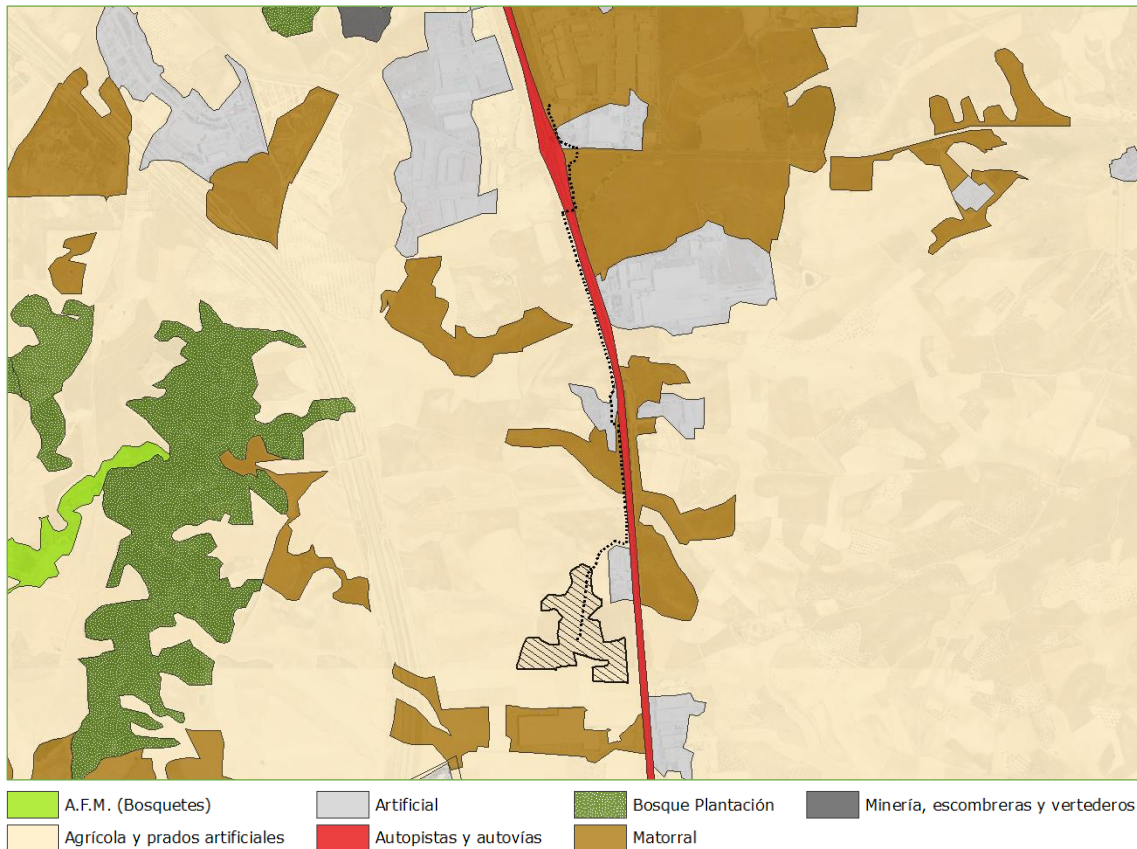 A.F.M. (Bosquetes) Artificial Bosque Plantación Minería, escombreras y vertederos
Agrícola y prados artificiales Autopistas y autovías Matorral